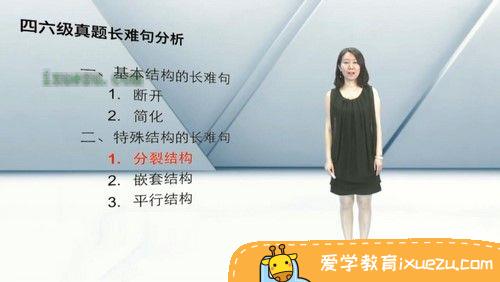 四六级真题长难句分析
一、基本结构的长难句
1. 断开
2. 简化
二、特殊结构的长难句
1. 分裂结构
2. 嵌套结构
3. 平行结构
爱学教育ixuezu.com